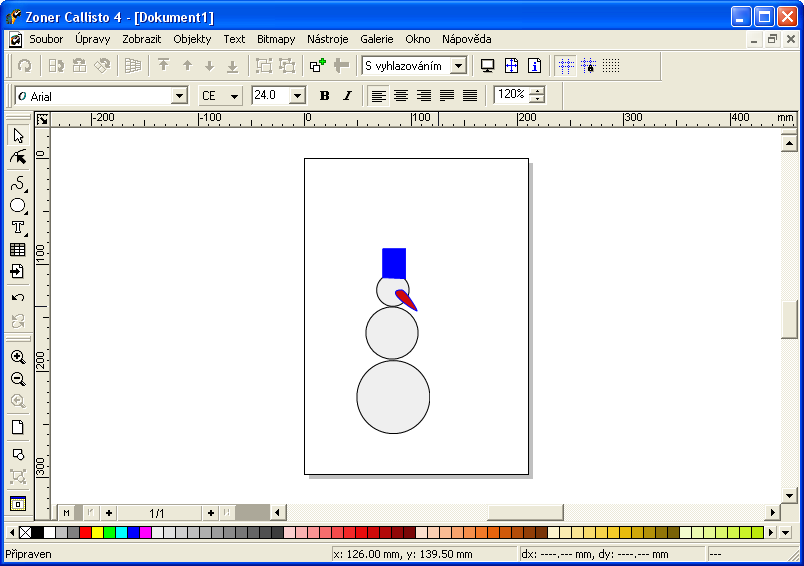 Zoner Callisto 4 - [Dokument1]
Soubor Úpravy Zobrazit Objekty Text Bitmapy Nástroje Galerie Okno Nápověda
S vyhlazováním
O Arial CE 24.0 B I 120%
-200 -100 0 100 200 300 400 mm
0
100
200
300
M 1/1
Připraven x: 126.00 mm, y: 139.50 mm dx: ----.--- mm, dy: ----.--- mm ---